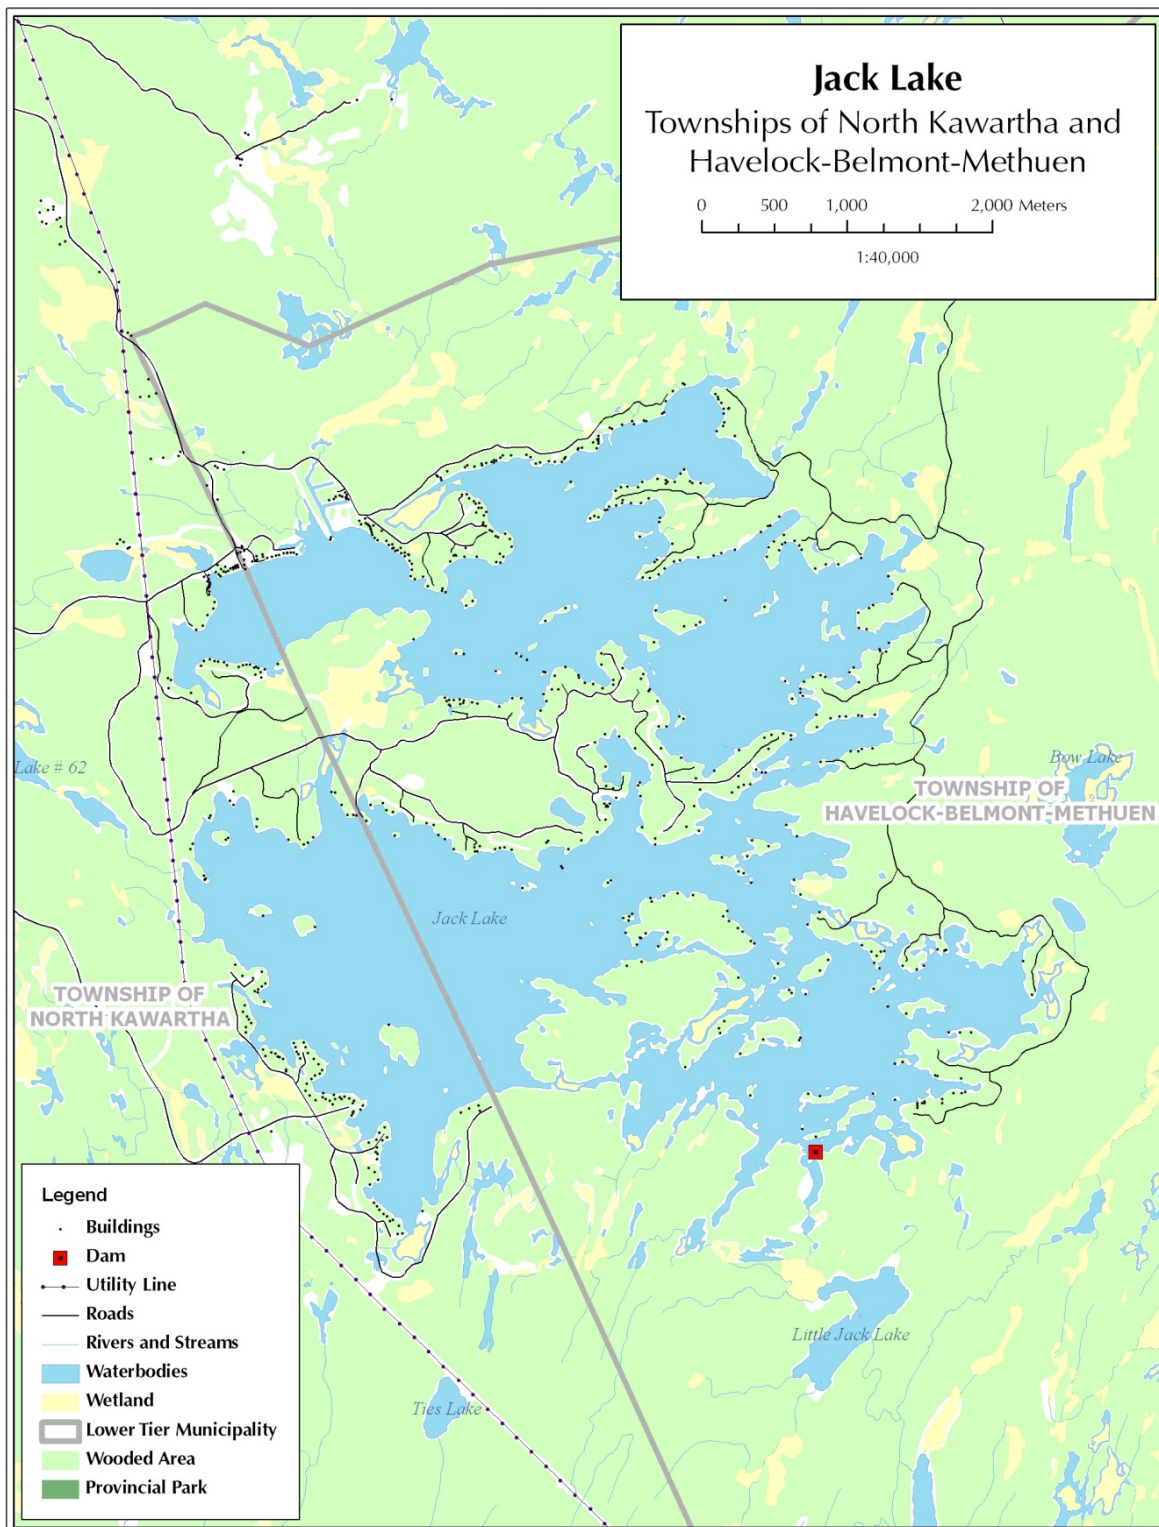 Jack Lake
Townships of North Kawartha and
Havelock-Belmont-Methuen
0 500 1,000 2,000 Meters
1:40,000
Lake # 62
Bow Lake
TOWNSHIP OF
HAVELOCK-BELMONT-METHUEN
Jack Lake
TOWNSHIP OF
NORTH KAWARTHA
Little Jack Lake
Ties Lake
Legend
Buildings
Dam
Utility Line
Roads
Rivers and Streams
Waterbodies
Wetland
Lower Tier Municipality
Wooded Area
Provincial Park